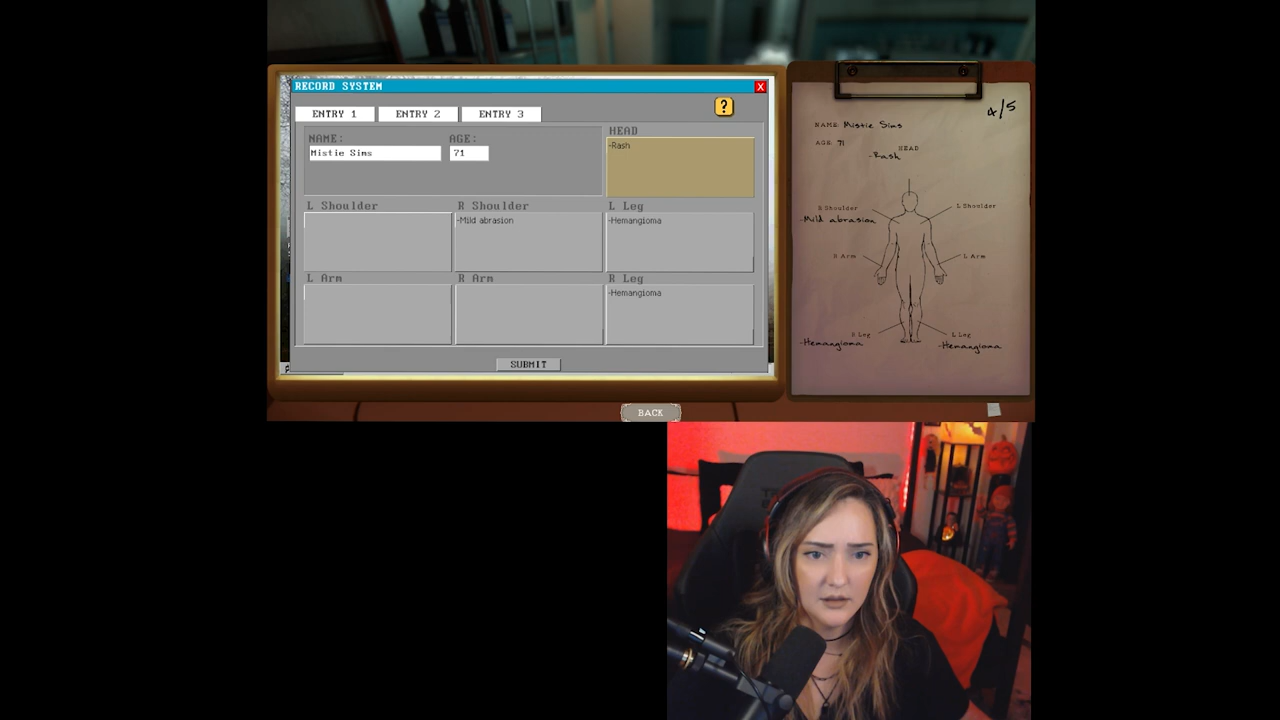 RECORD SYSTEM
X
ENTRY 1
ENTRY 2
ENTRY 3
?
NAME:
AGE:
Mistie Sims
71
HEAD
-Rash
L Shoulder
R Shoulder
L Leg
-Mild abrasion
-Hemangioma
L Arm
R Arm
R Leg
-Hemangioma
SUBMIT
BACK
4/5
NAME: Mistie Sims
AGE: 71
HEAD
-Rash
R Shoulder
L Shoulder
-Mild abrasion
R Arm
L Arm
R Leg
L Leg
-Hemangioma
-Hemangioma